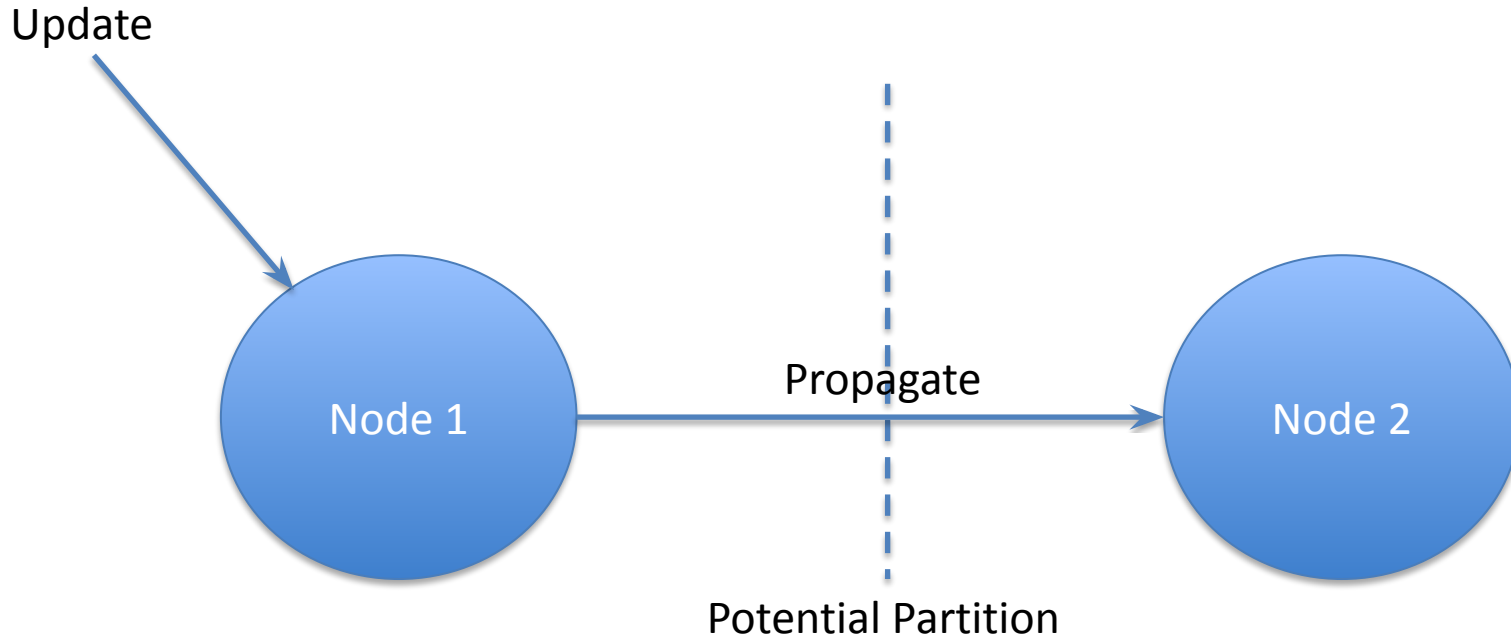 Update
Propagate
Node 1
Node 2
Potential Partition